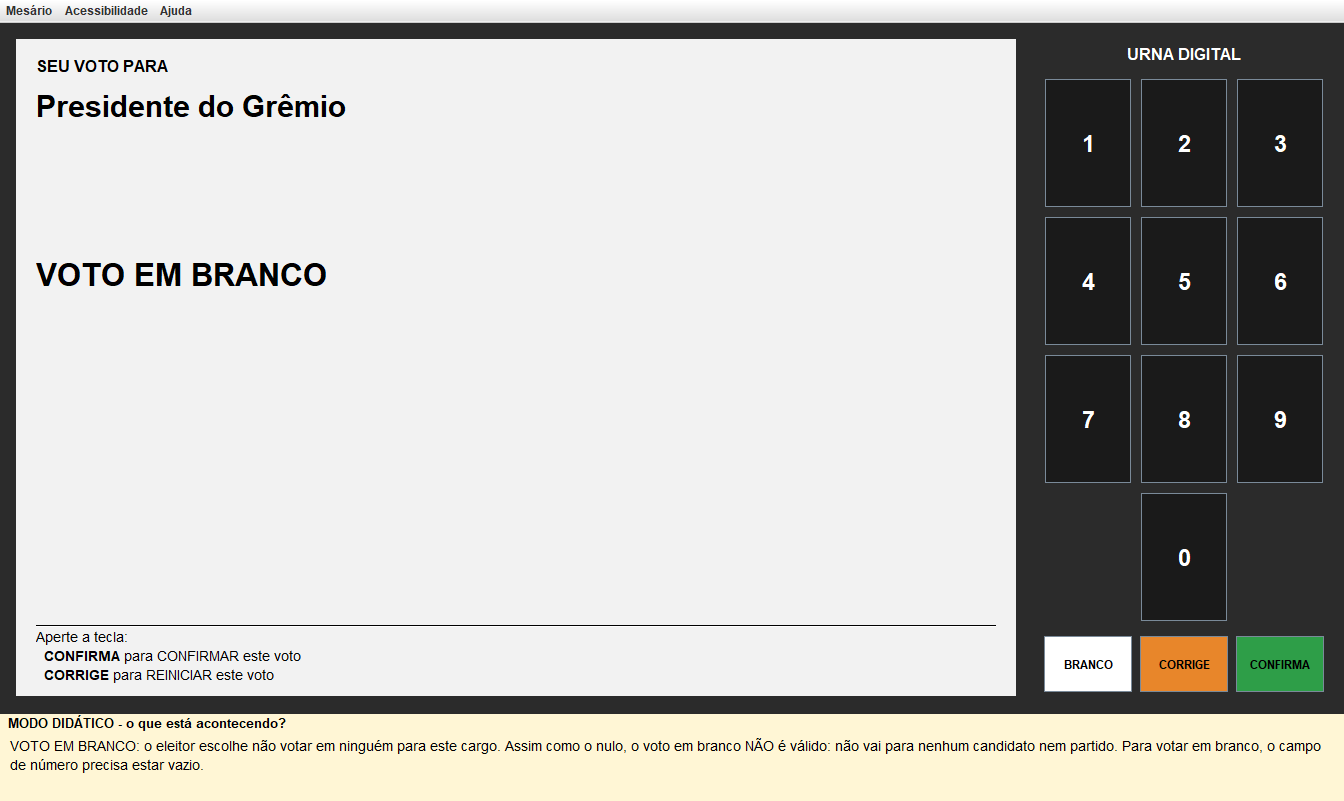 Mesário Acessibilidade Ajuda
SEU VOTO PARA
Presidente do Grêmio
VOTO EM BRANCO
Aperte a tecla:
CONFIRMA para CONFIRMAR este voto
CORRIGE para REINICIAR este voto
URNA DIGITAL
1 2 3
4 5 6
7 8 9
0
BRANCO CORRIGE CONFIRMA
MODO DIDÁTICO - o que está acontecendo?
VOTO EM BRANCO: o eleitor escolhe não votar em ninguém para este cargo. Assim como o nulo, o voto em branco NÃO é válido: não vai para nenhum candidato nem partido. Para votar em branco, o campo
de número precisa estar vazio.